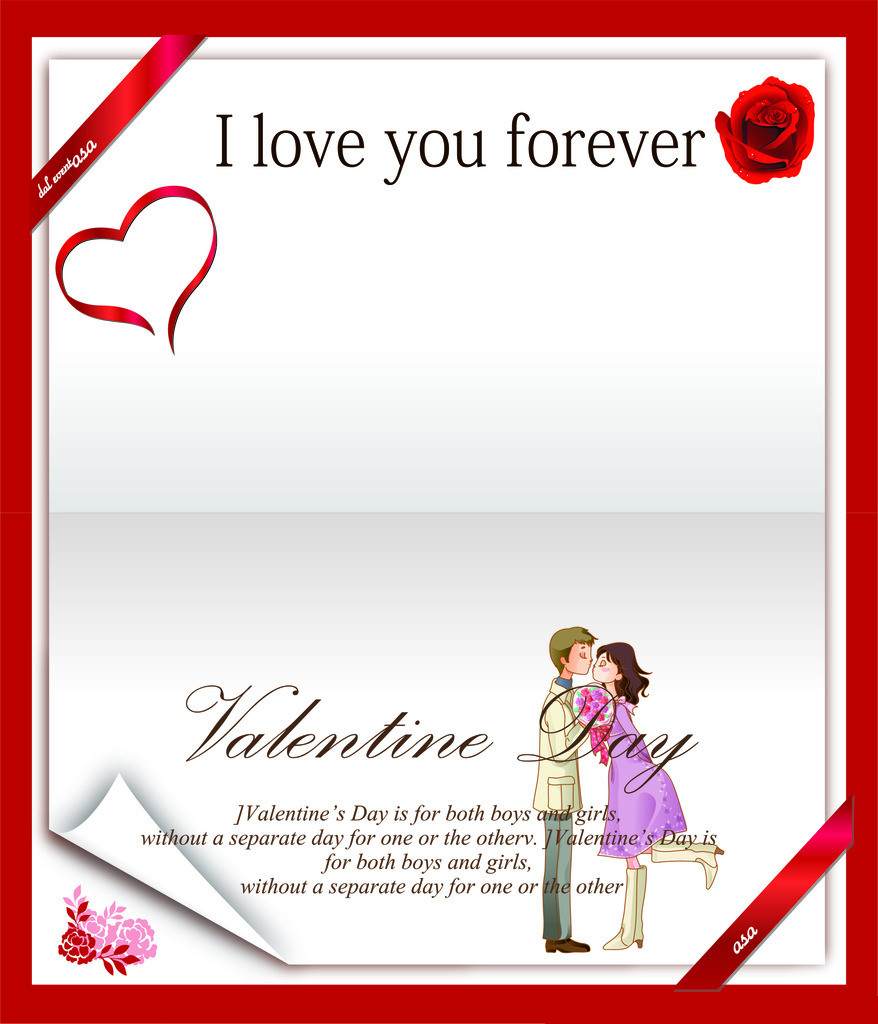 I love you forever
dal event asa
Valentine Day
]Valentine’s Day is for both boys and girls,
without a separate day for one or the otherv. ]Valentine’s Day is
for both boys and girls,
without a separate day for one or the other
asa